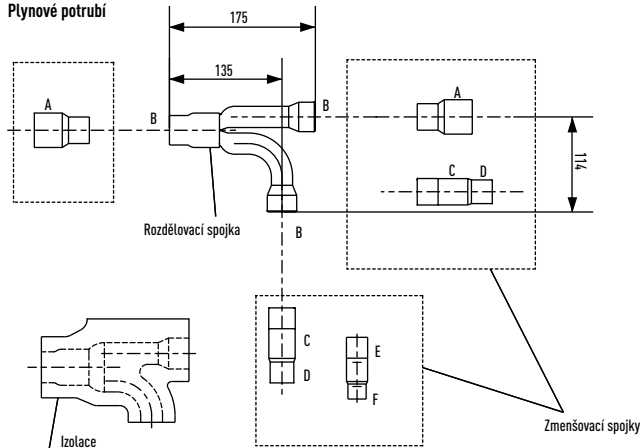 Plynové potrubí
175
135
A
B
B
A
114
C
D
Rozdělovací spojka
B
C
D
E
F
Izolace
Zmenšovací spojky